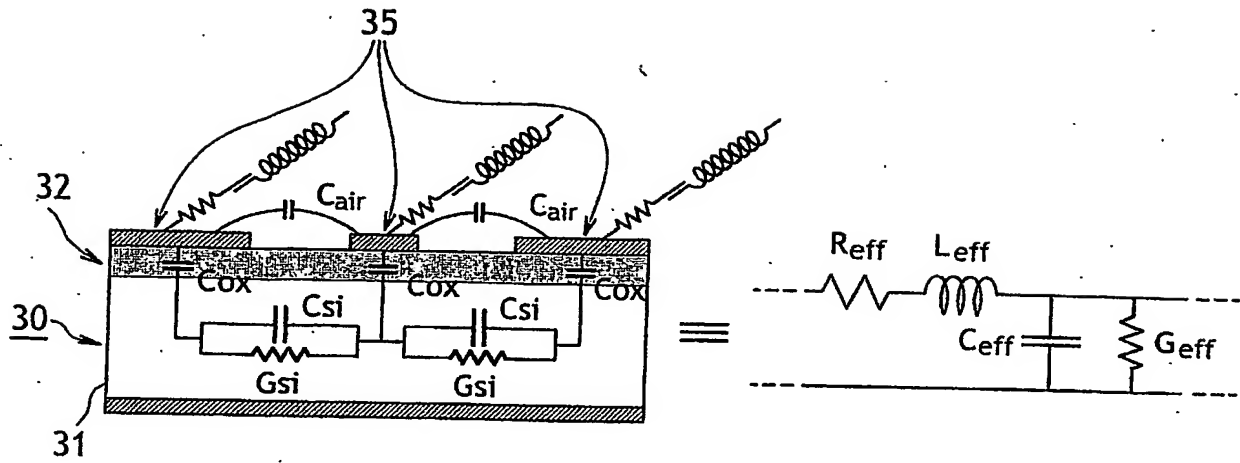 35
32
Cair
Cair
Cox
Cox
Cox
30
Csi
Csi
Gsi
Gsi
31
Reff
Leff
Ceff
Geff